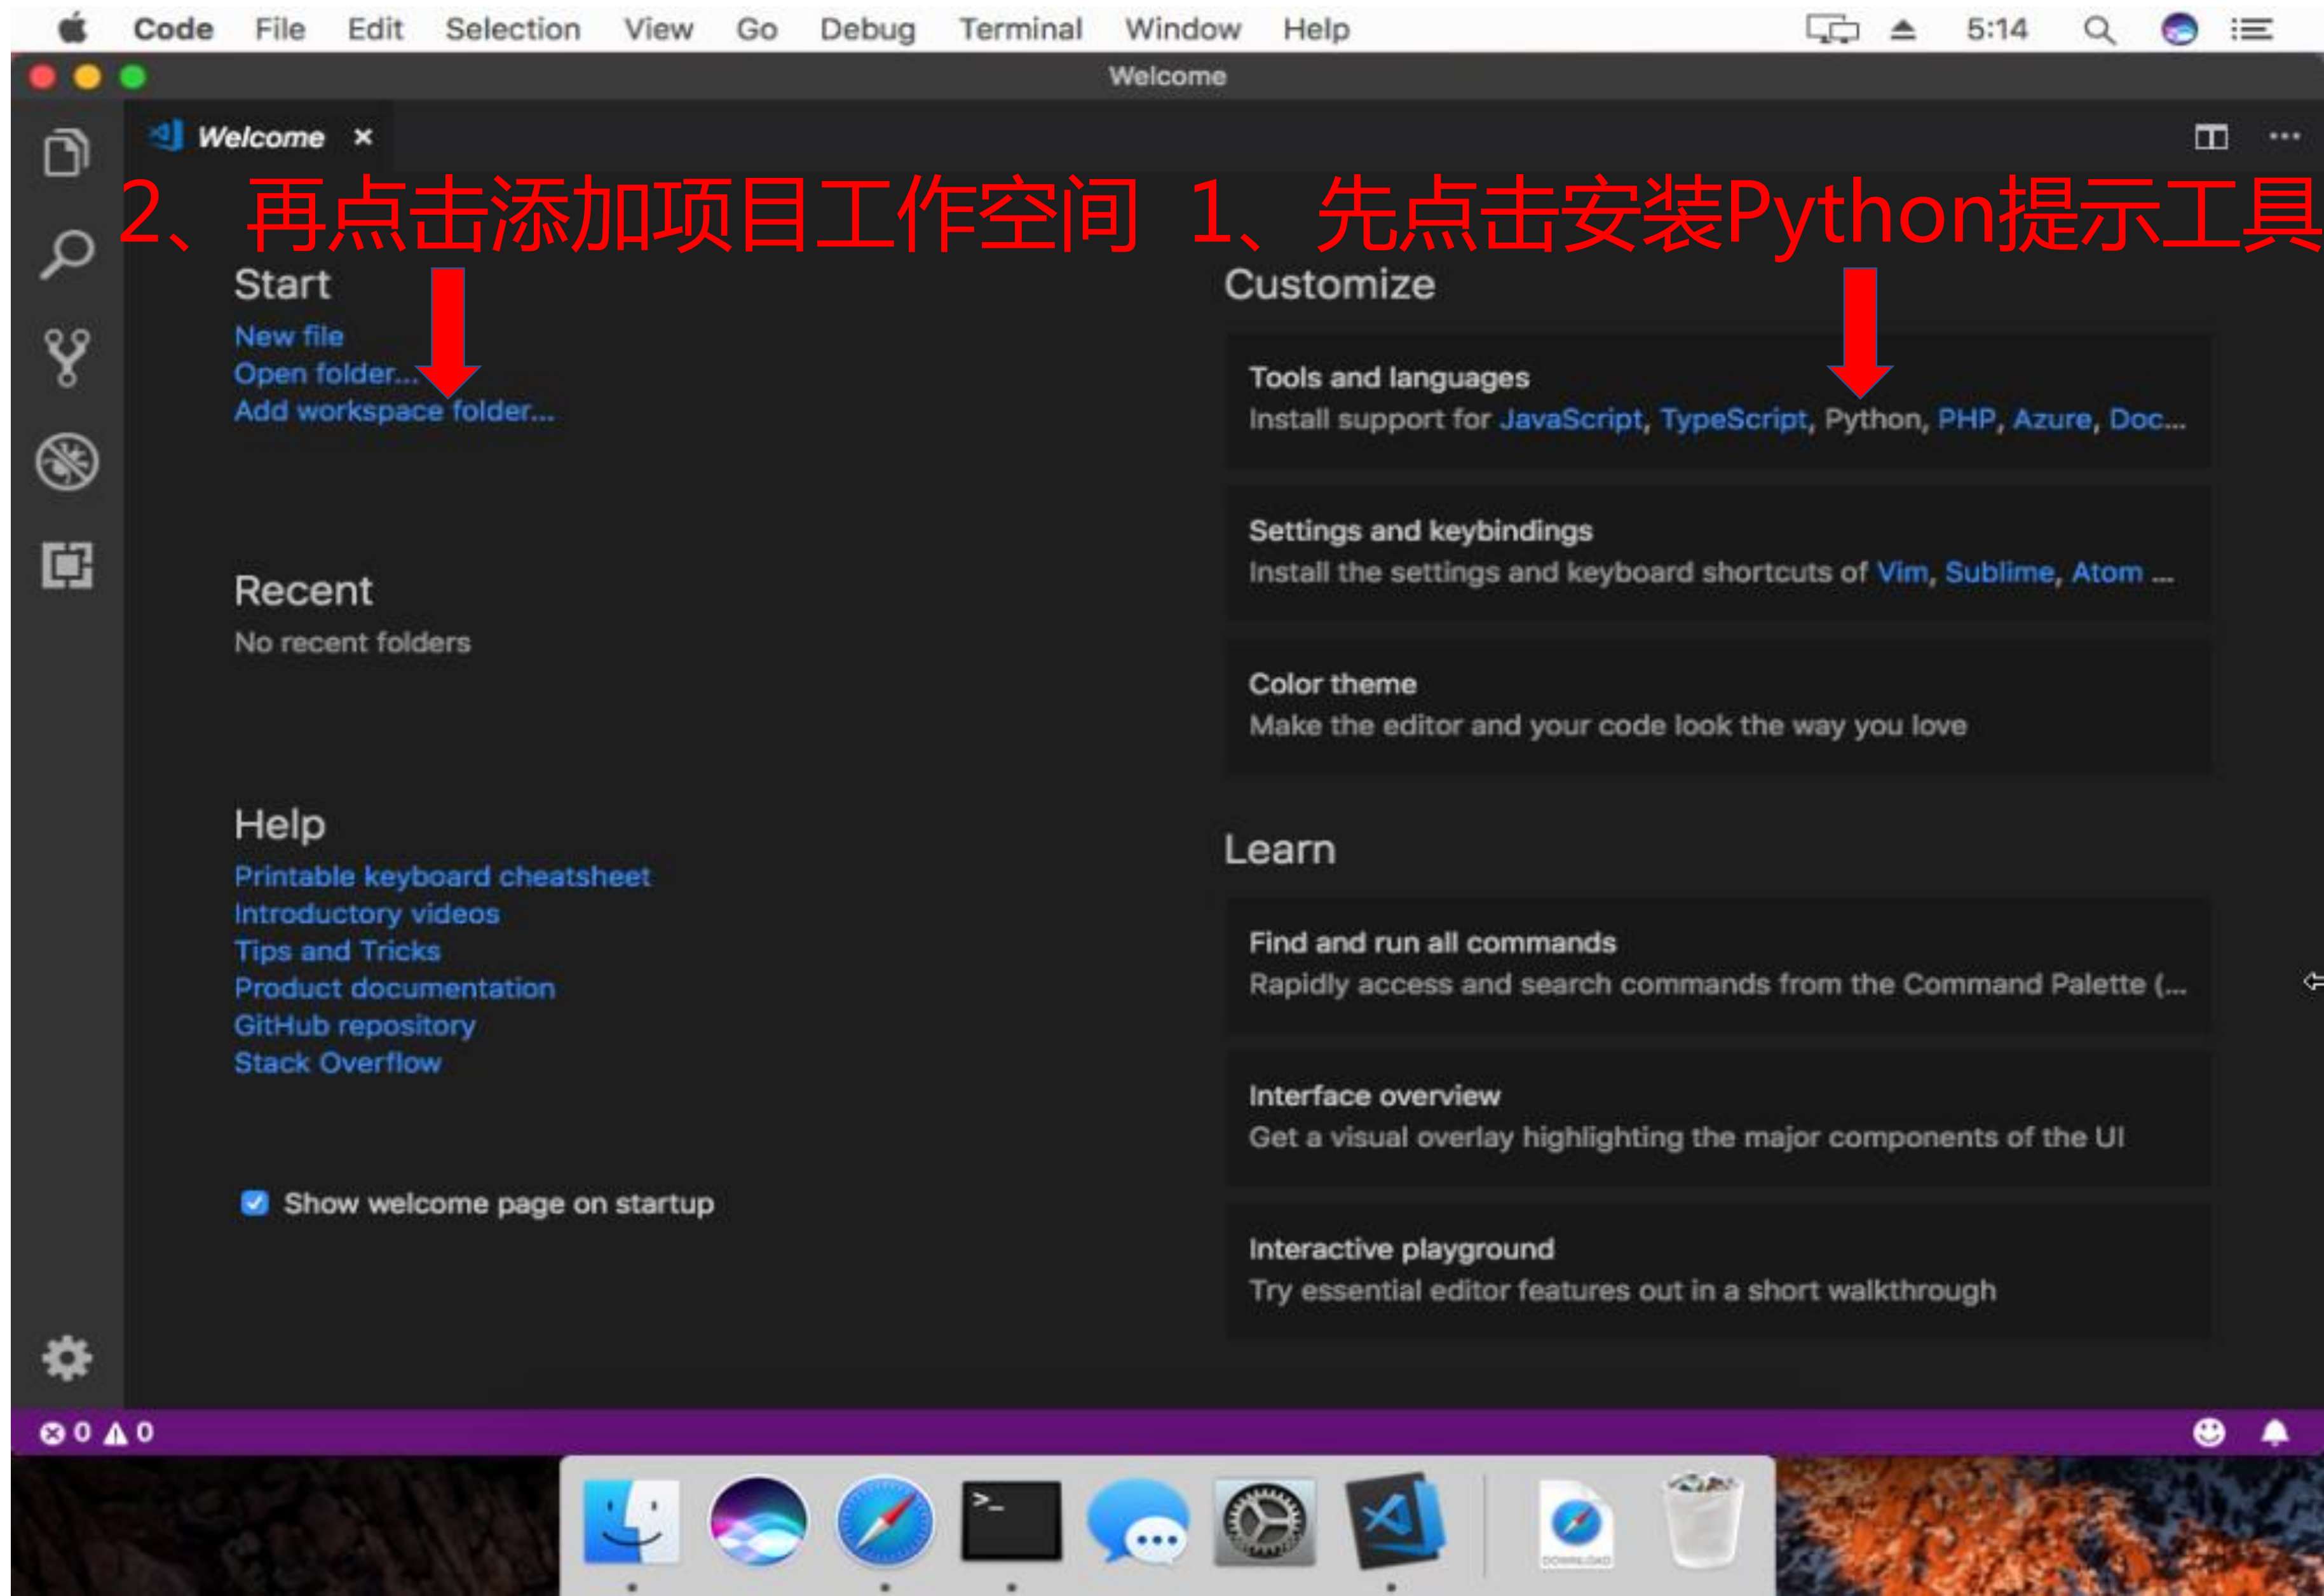 Code File Edit Selection View Go Debug Terminal Window Help 5:14
Welcome
Welcome ×
2、再点击添加项目工作空间 1、先点击安装Python提示工具
Start
New file
Open folder...
Add workspace folder...
Recent
No recent folders
Help
Printable keyboard cheatsheet
Introductory videos
Tips and Tricks
Product documentation
GitHub repository
Stack Overflow
Show welcome page on startup
Customize
Tools and languages
Install support for JavaScript, TypeScript, Python, PHP, Azure, Doc...
Settings and keybindings
Install the settings and keyboard shortcuts of Vim, Sublime, Atom ...
Color theme
Make the editor and your code look the way you love
Learn
Find and run all commands
Rapidly access and search commands from the Command Palette (...
Interface overview
Get a visual overlay highlighting the major components of the UI
Interactive playground
Try essential editor features out in a short walkthrough
0 0
>_
DOWNLOAD